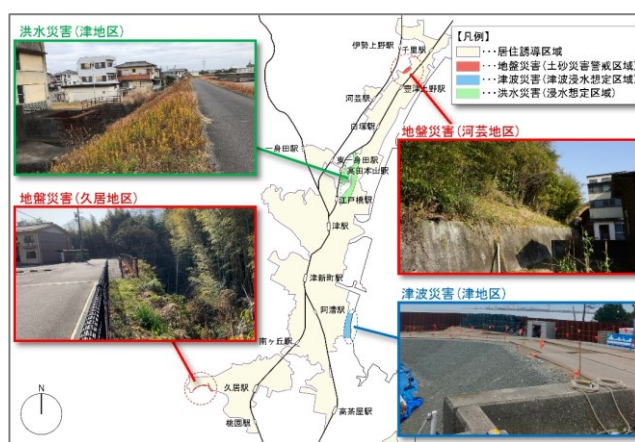 洪水災害(津地区)
伊勢上野駅
千里駅
【凡例】
・・・居住誘導区域
・・・地盤災害(土砂災害警戒区域)
・・・津波災害(津波浸水想定区域)
・・・洪水災害(浸水想定区域)
豊津上野駅
河芸駅
白塚駅
地盤災害(河芸地区)
一身田駅
東一身田駅
高田本山駅
江戸橋駅
地盤災害(久居地区)
津駅
津新町駅
阿漕駅
津波災害(津地区)
南ヶ丘駅
久居駅
高茶屋駅
桃園駅
N